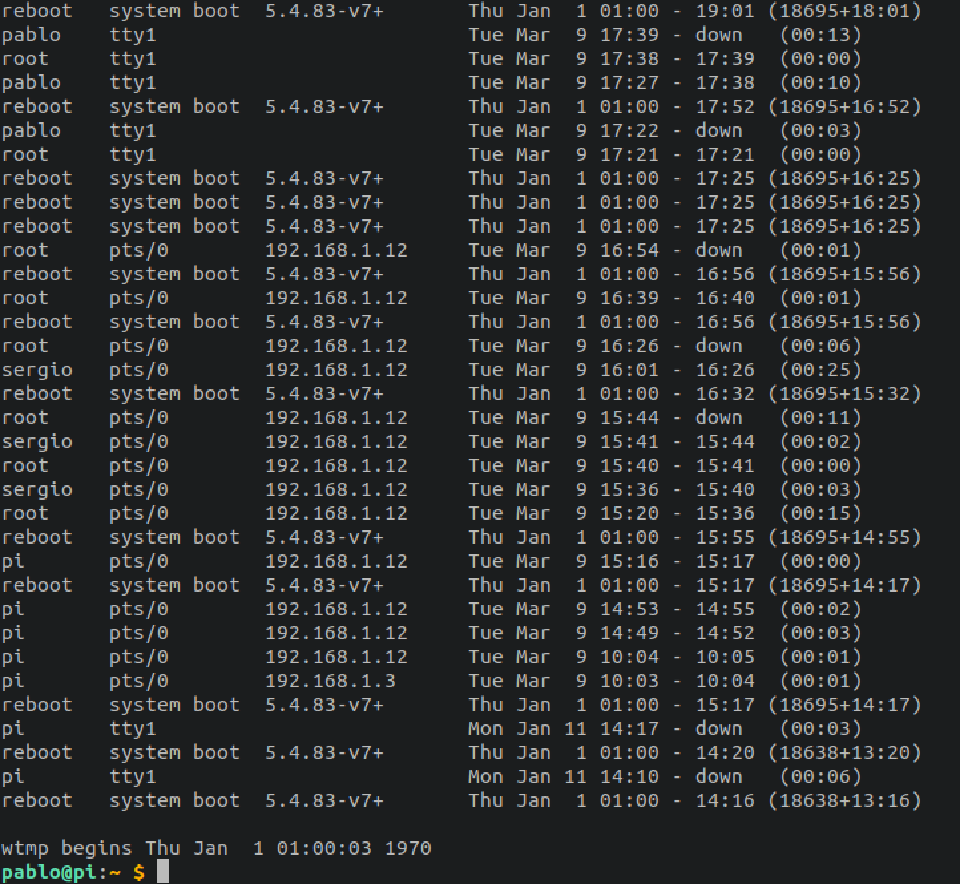 reboot   system boot  5.4.83-v7+       Thu Jan  1 01:00 - 19:01 (18695+18:01)
pablo    tty1                          Tue Mar  9 17:39 - down   (00:13)
root     tty1                          Tue Mar  9 17:38 - 17:39  (00:00)
pablo    tty1                          Tue Mar  9 17:27 - 17:38  (00:10)
reboot   system boot  5.4.83-v7+       Thu Jan  1 01:00 - 17:52 (18695+16:52)
pablo    tty1                          Tue Mar  9 17:22 - down   (00:03)
root     tty1                          Tue Mar  9 17:21 - 17:21  (00:00)
reboot   system boot  5.4.83-v7+       Thu Jan  1 01:00 - 17:25 (18695+16:25)
reboot   system boot  5.4.83-v7+       Thu Jan  1 01:00 - 17:25 (18695+16:25)
reboot   system boot  5.4.83-v7+       Thu Jan  1 01:00 - 17:25 (18695+16:25)
root     pts/0        192.168.1.12     Tue Mar  9 16:54 - down   (00:01)
reboot   system boot  5.4.83-v7+       Thu Jan  1 01:00 - 16:56 (18695+15:56)
root     pts/0        192.168.1.12     Tue Mar  9 16:39 - 16:40  (00:01)
reboot   system boot  5.4.83-v7+       Thu Jan  1 01:00 - 16:56 (18695+15:56)
root     pts/0        192.168.1.12     Tue Mar  9 16:26 - down   (00:06)
sergio   pts/0        192.168.1.12     Tue Mar  9 16:01 - 16:26  (00:25)
reboot   system boot  5.4.83-v7+       Thu Jan  1 01:00 - 16:32 (18695+15:32)
root     pts/0        192.168.1.12     Tue Mar  9 15:44 - down   (00:11)
sergio   pts/0        192.168.1.12     Tue Mar  9 15:41 - 15:44  (00:02)
root     pts/0        192.168.1.12     Tue Mar  9 15:40 - 15:41  (00:00)
sergio   pts/0        192.168.1.12     Tue Mar  9 15:36 - 15:40  (00:03)
root     pts/0        192.168.1.12     Tue Mar  9 15:20 - 15:36  (00:15)
reboot   system boot  5.4.83-v7+       Thu Jan  1 01:00 - 15:55 (18695+14:55)
pi       pts/0        192.168.1.12     Tue Mar  9 15:16 - 15:17  (00:00)
reboot   system boot  5.4.83-v7+       Thu Jan  1 01:00 - 15:17 (18695+14:17)
pi       pts/0        192.168.1.12     Tue Mar  9 14:53 - 14:55  (00:02)
pi       pts/0        192.168.1.12     Tue Mar  9 14:49 - 14:52  (00:03)
pi       pts/0        192.168.1.12     Tue Mar  9 10:04 - 10:05  (00:01)
pi       pts/0        192.168.1.3      Tue Mar  9 10:03 - 10:04  (00:01)
reboot   system boot  5.4.83-v7+       Thu Jan  1 01:00 - 15:17 (18695+14:17)
pi       tty1                          Mon Jan 11 14:17 - down   (00:03)
reboot   system boot  5.4.83-v7+       Thu Jan  1 01:00 - 14:20 (18638+13:20)
pi       tty1                          Mon Jan 11 14:10 - down   (00:06)
reboot   system boot  5.4.83-v7+       Thu Jan  1 01:00 - 14:16 (18638+13:16)

wtmp begins Thu Jan  1 01:00:03 1970
pablo@pi:~ $